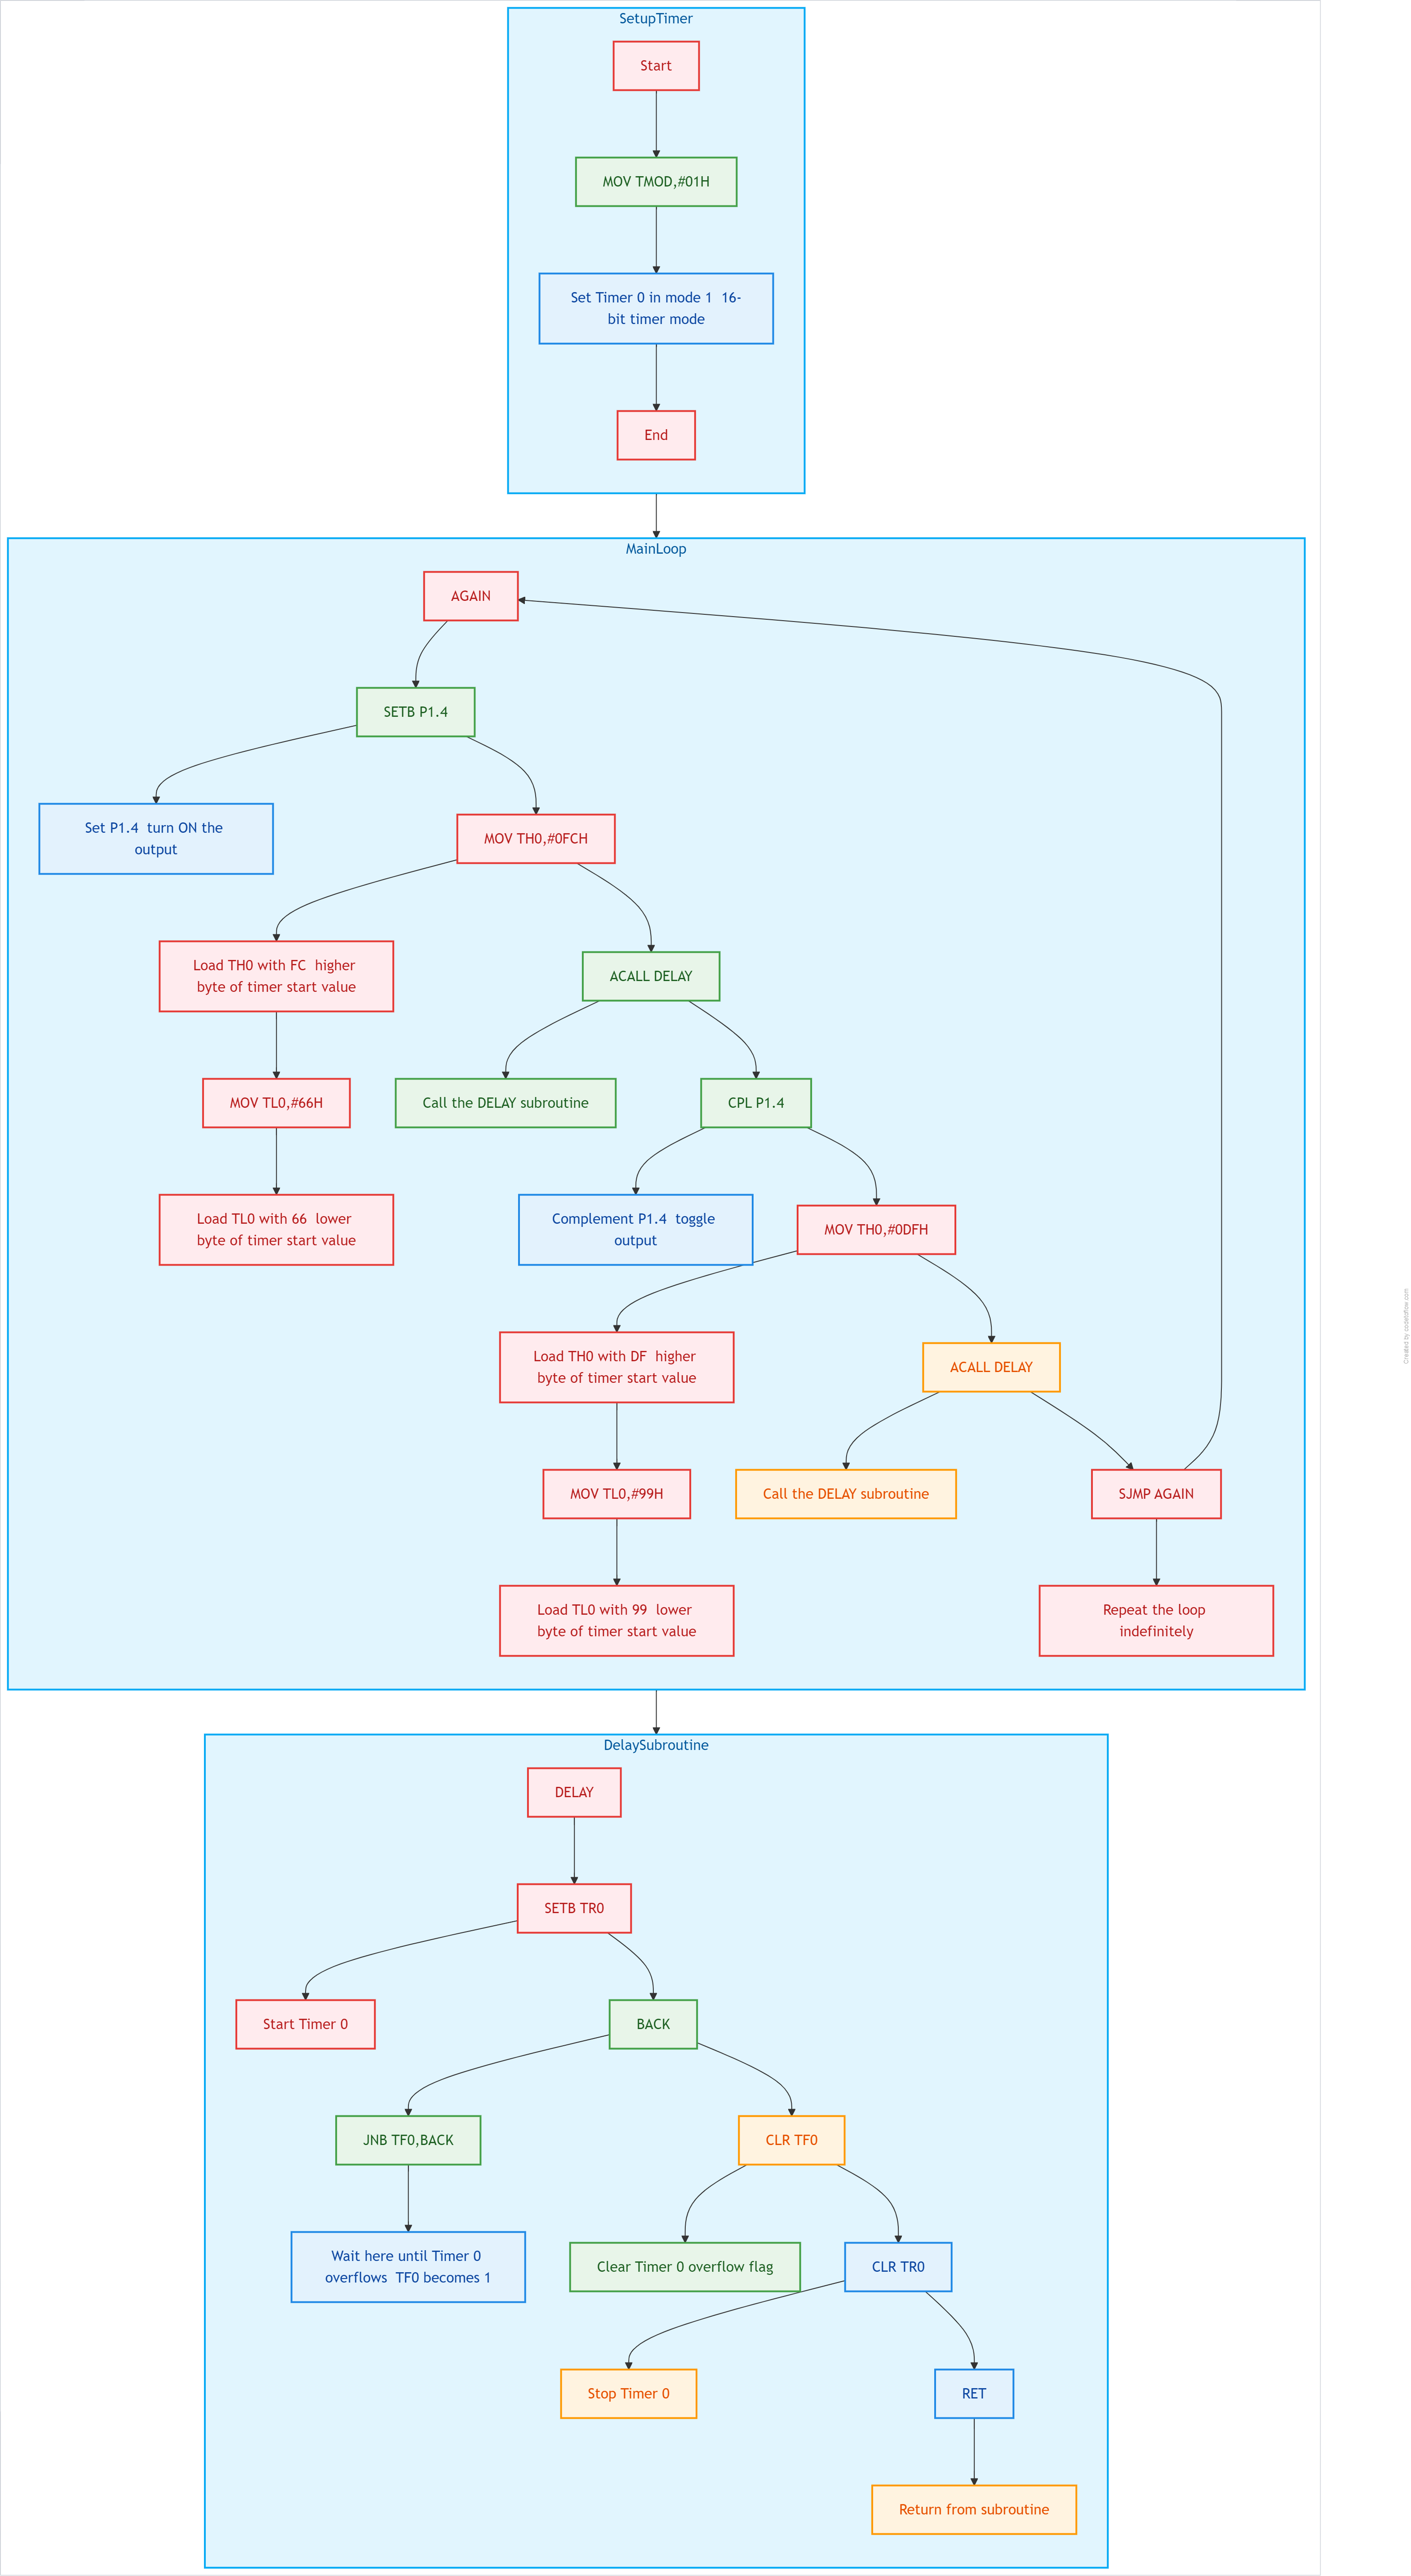 SetupTimer
Start
MOV TMOD,#01H
Set Timer 0 in mode 1  16-
bit timer mode
End
MainLoop
AGAIN
SETB P1.4
Set P1.4  turn ON the
output
MOV TH0,#0FCH
Load TH0 with FC  higher
byte of timer start value
ACALL DELAY
MOV TL0,#66H
Call the DELAY subroutine
CPL P1.4
Load TL0 with 66  lower
byte of timer start value
Complement P1.4  toggle
output
MOV TH0,#0DFH
Load TH0 with DF  higher
byte of timer start value
ACALL DELAY
MOV TL0,#99H
Call the DELAY subroutine
SJMP AGAIN
Load TL0 with 99  lower
byte of timer start value
Repeat the loop
indefinitely
DelaySubroutine
DELAY
SETB TR0
Start Timer 0
BACK
JNB TF0,BACK
CLR TF0
Wait here until Timer 0
overflows  TF0 becomes 1
Clear Timer 0 overflow flag
CLR TR0
Stop Timer 0
RET
Return from subroutine
Created by codetoflow.com